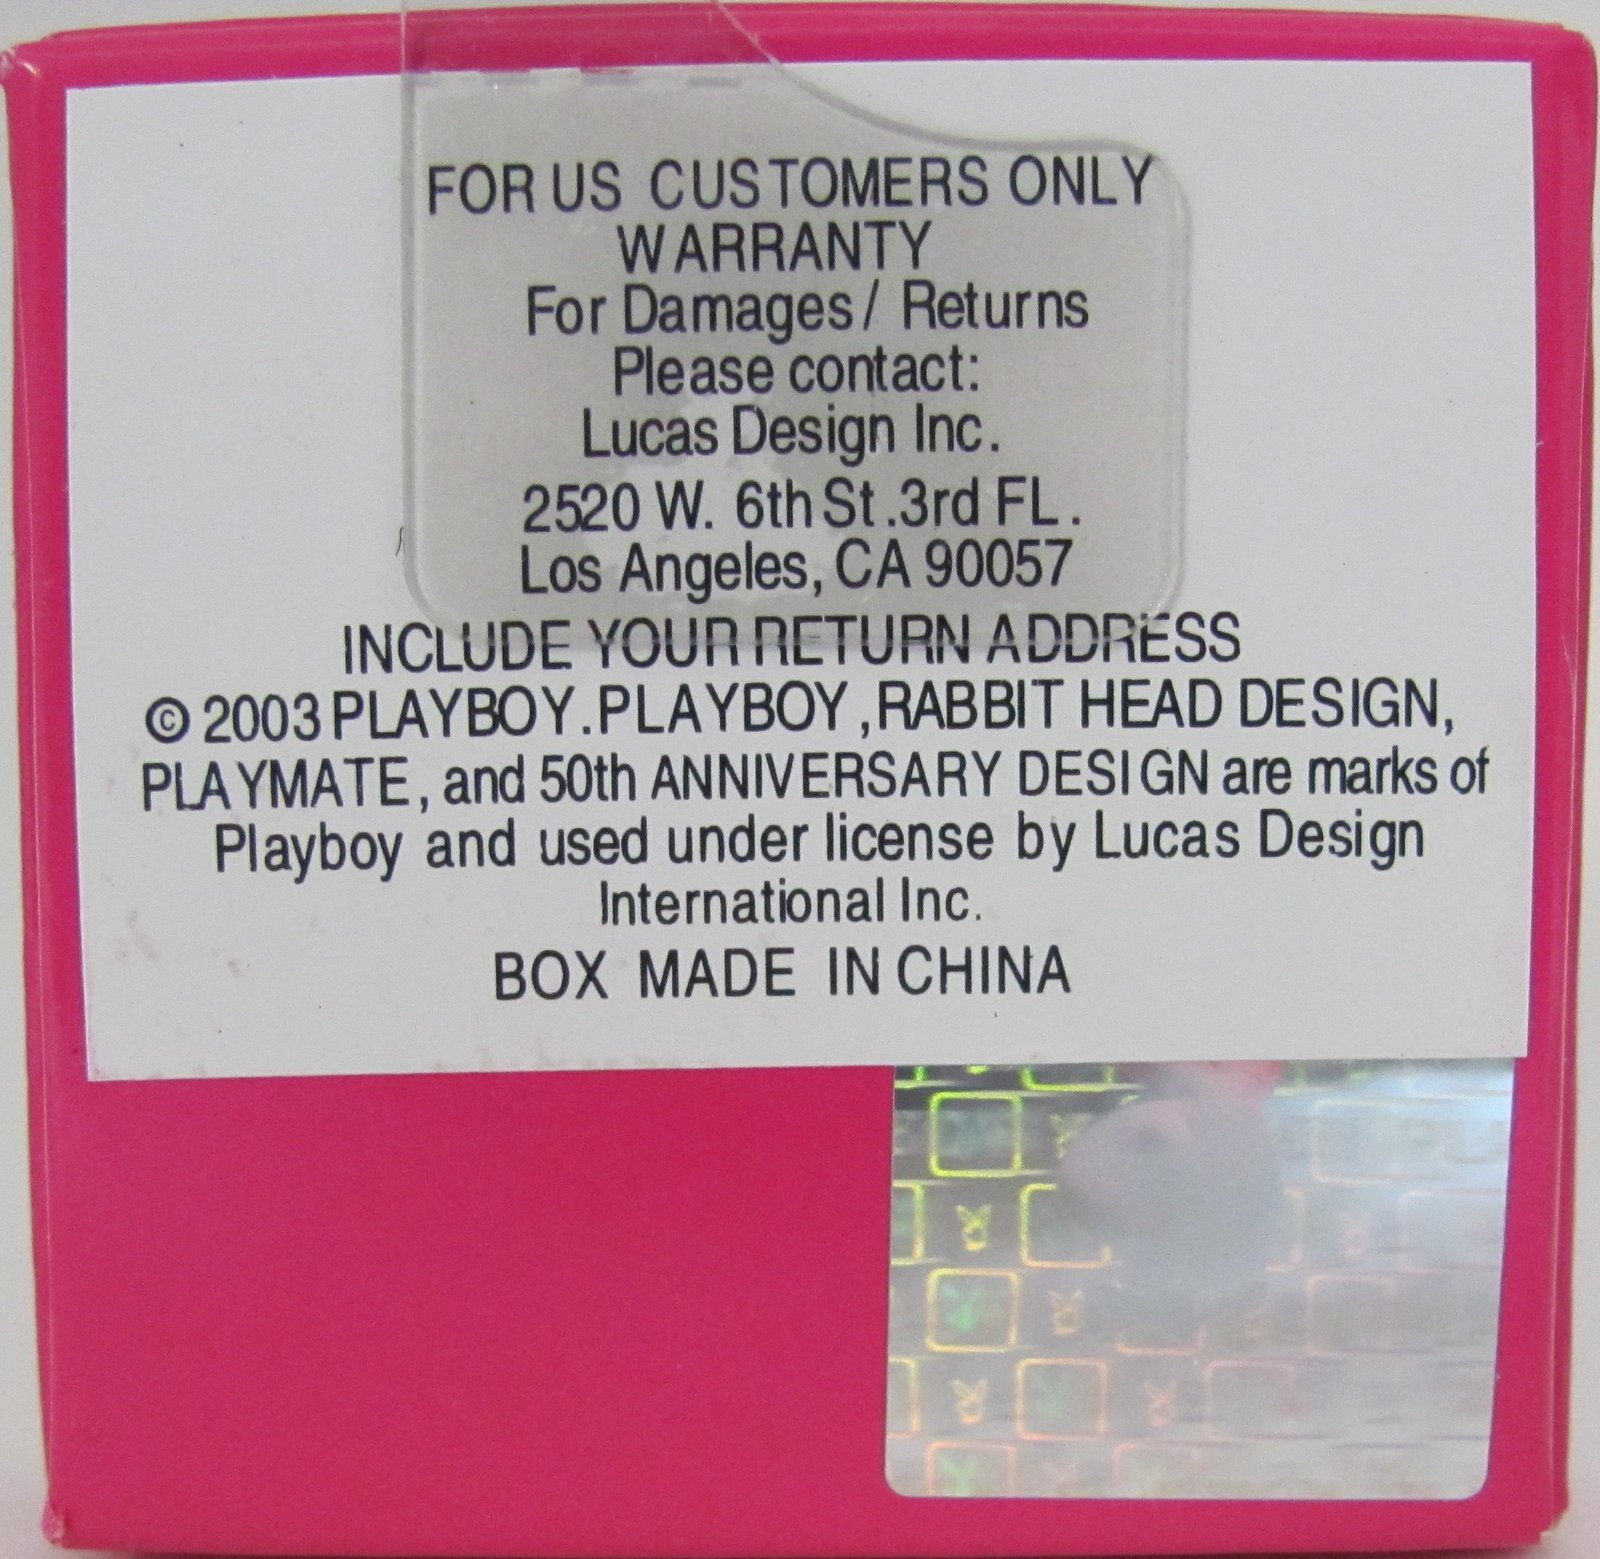 FOR US CUSTOMERS ONLY
WARRANTY
For Damages/ Returns
Please contact:
Lucas Design Inc.
2520 W. 6th St.3rd FL.
Los Angeles, CA 90057
INCLUDE YOUR RETURN ADDRESS
© 2003 PLAYBOY.PLAYBOY,RABBIT HEAD DESIGN,
PLAYMATE, and 50th ANNIVERSARY DESIGN are marks of
Playboy and used under license by Lucas Design
International Inc.
BOX MADE IN CHINA